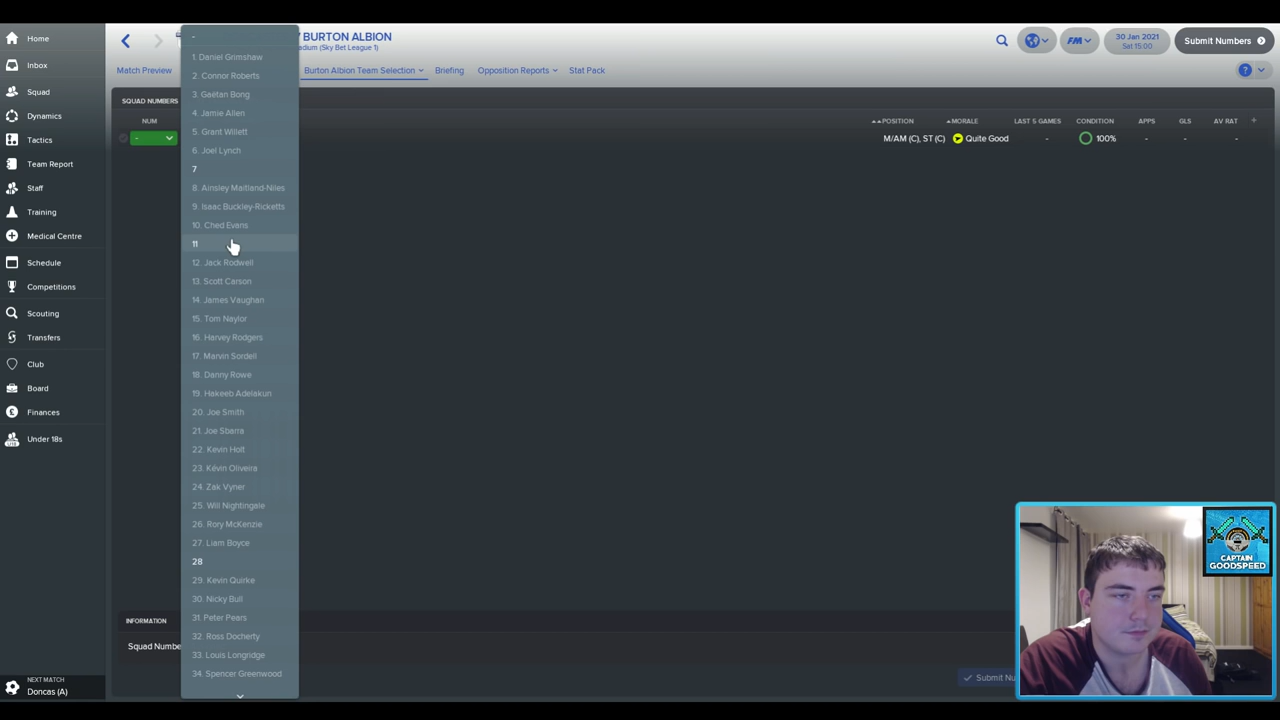 Home
Inbox
Squad
Dynamics
Tactics
Team Report
Staff
Training
Medical Centre
Schedule
Competitions
Scouting
Transfers
Club
Board
Finances
Under 18s
NEXT MATCH
Doncas (A)
BURTON ALBION
(Sky Bet League 1)
30 Jan 2021
Sat 15:00
Submit Numbers
FM
Match Preview
Burton Albion Team Selection
Briefing
Opposition Reports
Stat Pack
?
SQUAD NUMBERS
NUM
POSITION
MORALE
LAST 5 GAMES
CONDITION
APPS
GLS
AV RAT
+
-
M/AM (C), ST (C)
Quite Good
-
100%
-
-
-
-
1. Daniel Grimshaw
2. Connor Roberts
3. Gaëtan Bong
4. Jamie Allen
5. Grant Willett
6. Joel Lynch
7
8. Ainsley Maitland-Niles
9. Isaac Buckley-Ricketts
10. Ched Evans
11
12. Jack Rodwell
13. Scott Carson
14. James Vaughan
15. Tom Naylor
16. Harvey Rodgers
17. Marvin Sordell
18. Danny Rowe
19. Hakeeb Adelakun
20. Joe Smith
21. Joe Sbarra
22. Kevin Holt
23. Kévin Oliveira
24. Zak Vyner
25. Will Nightingale
26. Rory McKenzie
27. Liam Boyce
28
29. Kevin Quirke
30. Nicky Bull
31. Peter Pears
32. Ross Docherty
33. Louis Longridge
34. Spencer Greenwood
INFORMATION
Squad Numbe
Submit Nu
CAPTAIN
GOODSPEED